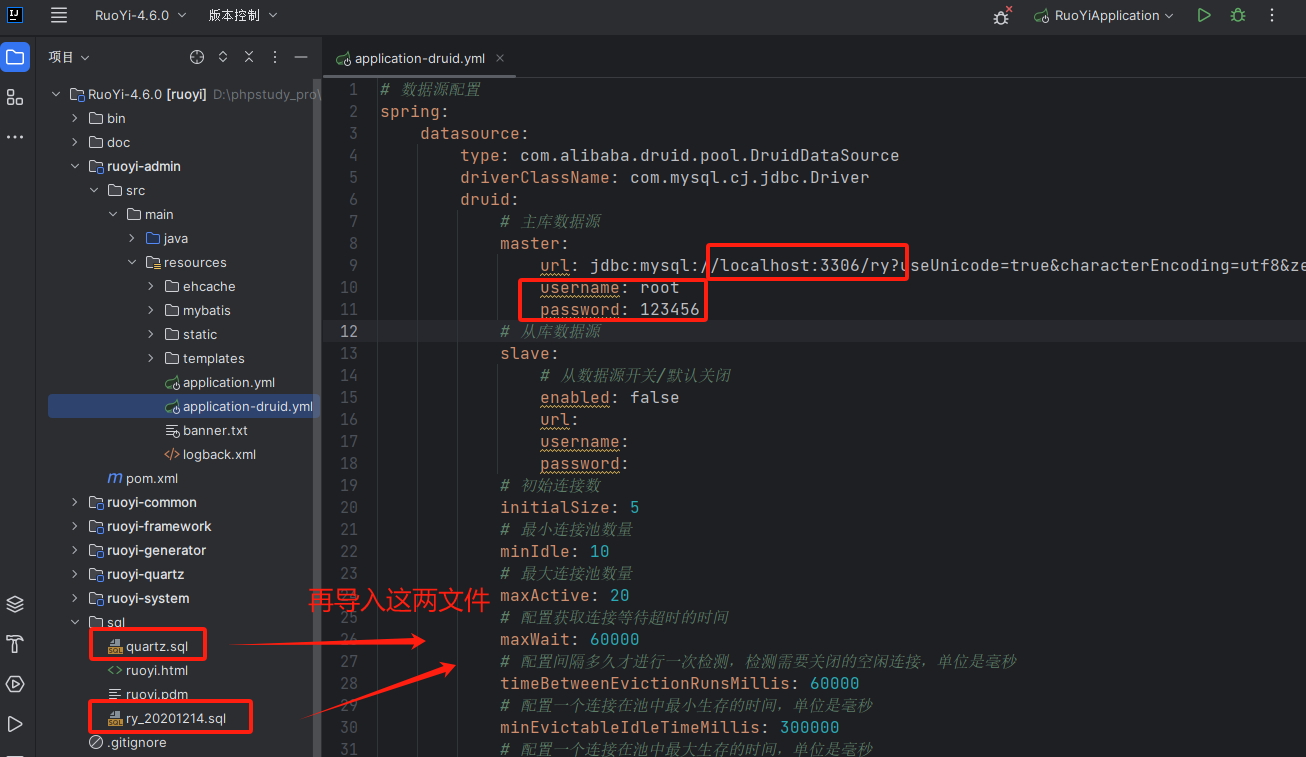 RuoYi-4.6.0 版本控制 RuoYiApplication
项目
application-druid.yml
RuoYi-4.6.0 [ruoyi] D:\phpstudy_pro\
bin
doc
ruoyi-admin
src
main
java
resources
ehcache
mybatis
static
templates
application.yml
application-druid.yml
banner.txt
logback.xml
pom.xml
ruoyi-common
ruoyi-framework
ruoyi-generator
ruoyi-quartz
ruoyi-system
sql
quartz.sql
ruoyi.html
ruoyi.pdm
ry_20201214.sql
.gitignore
再导入这两文件
1 # 数据源配置
2 spring:
3 datasource:
4 type: com.alibaba.druid.pool.DruidDataSource
5 driverClassName: com.mysql.cj.jdbc.Driver
6 druid:
7 # 主库数据源
8 master:
9 url: jdbc:mysql://localhost:3306/ry?useUnicode=true&characterEncoding=utf8&ze
10 username: root
11 password: 123456
12 # 从库数据源
13 slave:
14 # 从数据源开关/默认关闭
15 enabled: false
16 url:
17 username:
18 password:
19 # 初始连接数
20 initialSize: 5
21 # 最小连接池数量
22 minIdle: 10
23 # 最大连接池数量
24 maxActive: 20
25 # 配置获取连接等待超时的时间
26 maxWait: 60000
27 # 配置间隔多久才进行一次检测，检测需要关闭的空闲连接，单位是毫秒
28 timeBetweenEvictionRunsMillis: 60000
29 # 配置一个连接在池中最小生存的时间，单位是毫秒
30 minEvictableIdleTimeMillis: 300000
31 # 配置一个连接在池中最大生存的时间，单位是毫秒